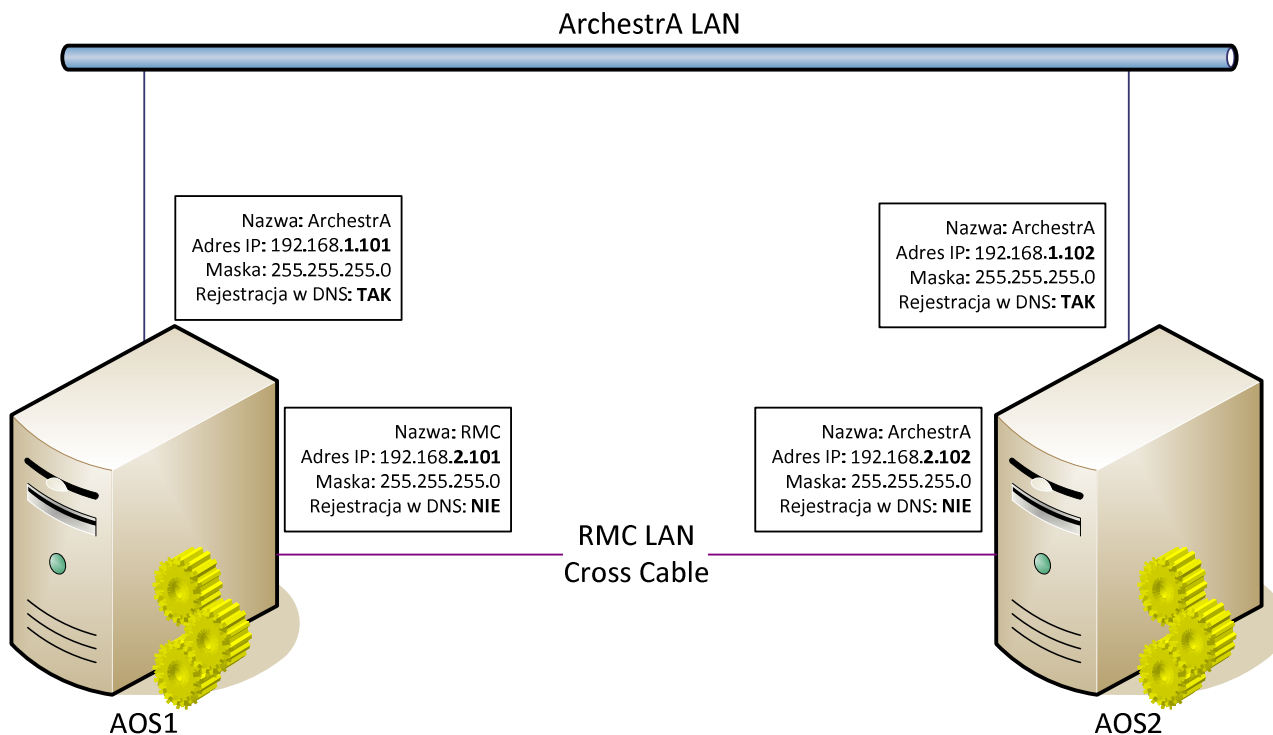 ArchestrA LAN
Nazwa: ArchestrA
Adres IP: 192.168.1.101
Maska: 255.255.255.0
Rejestracja w DNS: TAK
Nazwa: ArchestrA
Adres IP: 192.168.1.102
Maska: 255.255.255.0
Rejestracja w DNS: TAK
Nazwa: RMC
Adres IP: 192.168.2.101
Maska: 255.255.255.0
Rejestracja w DNS: NIE
Nazwa: ArchestrA
Adres IP: 192.168.2.102
Maska: 255.255.255.0
Rejestracja w DNS: NIE
RMC LAN
Cross Cable
AOS1
AOS2